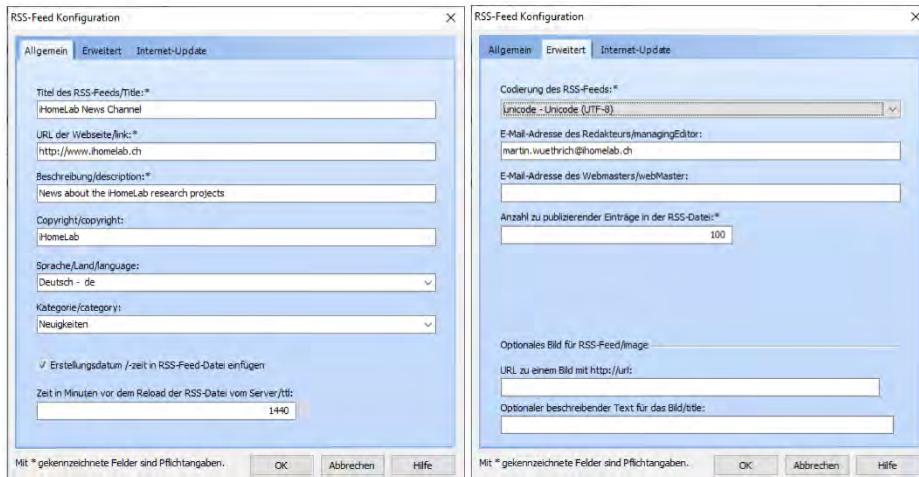 RSS-Feed Konfiguration
Allgemein Erweitert Internet-Update
Titel des RSS-Feeds/Title:*
iHomeLab News Channel
URL der Webseite/link:*
http://www.ihomelab.ch
Beschreibung/description:*
News about the iHomeLab research projects
Copyright/copyright:
iHomeLab
Sprache/Land/language:
Deutsch - de
Kategorie/category:
Neuigkeiten
Erstellungsdatum /-zeit in RSS-Feed-Datei einfügen
Zeit in Minuten vor dem Reload der RSS-Datei vom Server/ttl:
1440
Mit * gekennzeichnete Felder sind Pflichtangaben.
OK Abbrechen Hilfe
RSS-Feed Konfiguration
Allgemein Erweitert Internet-Update
Codierung des RSS-Feeds:*
unicode - Unicode (UTF-8)
E-Mail-Adresse des Redakteurs/managingEditor:
martin.wuethrich@ihomelab.ch
E-Mail-Adresse des Webmasters/webMaster:
Anzahl zu publizierender Einträge in der RSS-Datei:*
100
Optionales Bild für RSS-Feed/image
URL zu einem Bild mit http://url:
Optionaler beschreibender Text für das Bild/title:
Mit * gekennzeichnete Felder sind Pflichtangaben.
OK Abbrechen Hilfe